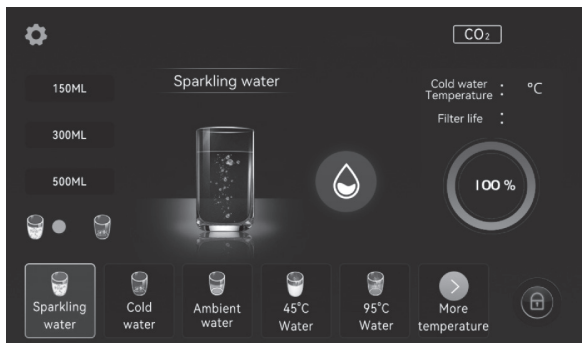 CO₂
Sparkling water
150ML
300ML
500ML
Cold water
Temperature : °C
Filter life :
100 %
Sparkling
water
Cold
water
Ambient
water
45°C
Water
95°C
Water
More
temperature